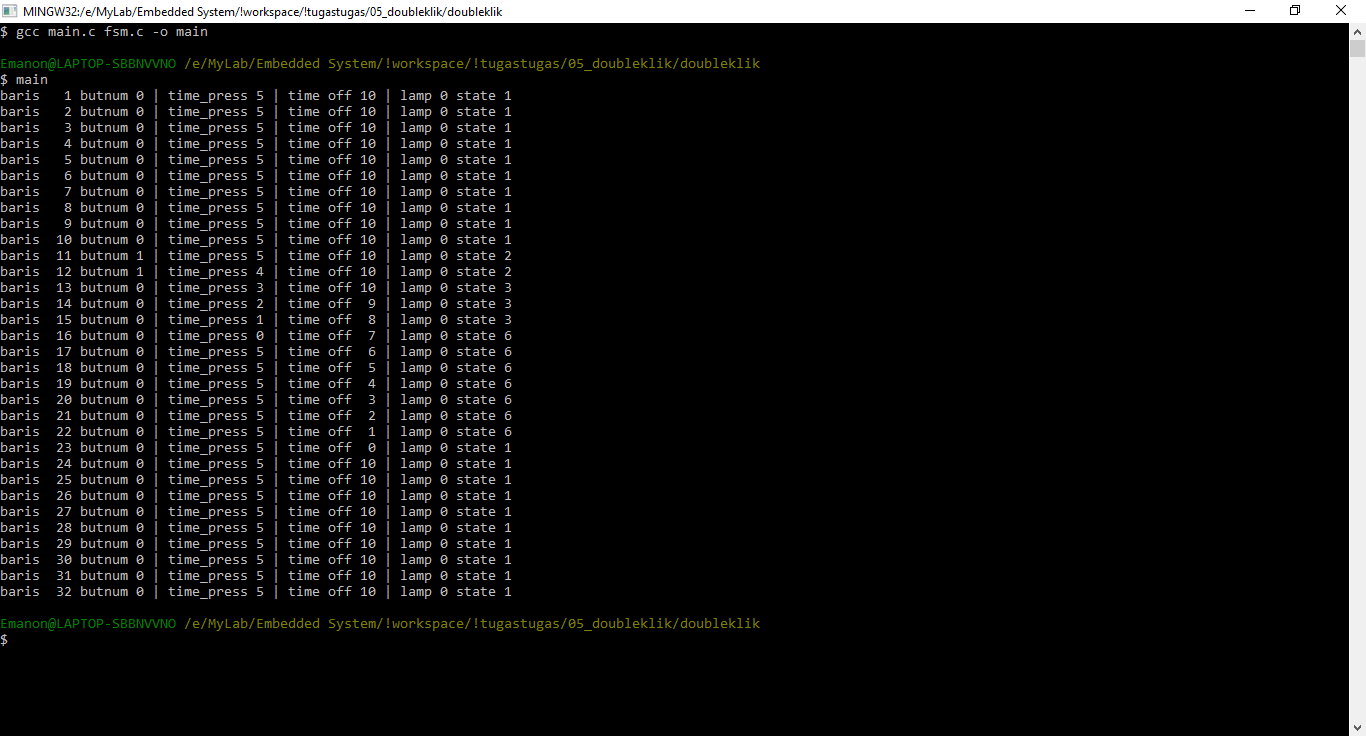 MINGW32:/e/MyLab/Embedded System/!workspace/!tugastugas/05_doubleklik/doubleklik
$ gcc main.c fsm.c -o main
Emanon@LAPTOP-SBBNVVNO /e/MyLab/Embedded System/!workspace/!tugastugas/05_doubleklik/doubleklik
$ main
baris   1 butnum 0 | time_press 5 | time off 10 | lamp 0 state 1
baris   2 butnum 0 | time_press 5 | time off 10 | lamp 0 state 1
baris   3 butnum 0 | time_press 5 | time off 10 | lamp 0 state 1
baris   4 butnum 0 | time_press 5 | time off 10 | lamp 0 state 1
baris   5 butnum 0 | time_press 5 | time off 10 | lamp 0 state 1
baris   6 butnum 0 | time_press 5 | time off 10 | lamp 0 state 1
baris   7 butnum 0 | time_press 5 | time off 10 | lamp 0 state 1
baris   8 butnum 0 | time_press 5 | time off 10 | lamp 0 state 1
baris   9 butnum 0 | time_press 5 | time off 10 | lamp 0 state 1
baris  10 butnum 0 | time_press 5 | time off 10 | lamp 0 state 1
baris  11 butnum 1 | time_press 5 | time off 10 | lamp 0 state 2
baris  12 butnum 1 | time_press 4 | time off 10 | lamp 0 state 2
baris  13 butnum 0 | time_press 3 | time off 10 | lamp 0 state 3
baris  14 butnum 0 | time_press 2 | time off  9 | lamp 0 state 3
baris  15 butnum 0 | time_press 1 | time off  8 | lamp 0 state 3
baris  16 butnum 0 | time_press 0 | time off  7 | lamp 0 state 6
baris  17 butnum 0 | time_press 5 | time off  6 | lamp 0 state 6
baris  18 butnum 0 | time_press 5 | time off  5 | lamp 0 state 6
baris  19 butnum 0 | time_press 5 | time off  4 | lamp 0 state 6
baris  20 butnum 0 | time_press 5 | time off  3 | lamp 0 state 6
baris  21 butnum 0 | time_press 5 | time off  2 | lamp 0 state 6
baris  22 butnum 0 | time_press 5 | time off  1 | lamp 0 state 6
baris  23 butnum 0 | time_press 5 | time off  0 | lamp 0 state 1
baris  24 butnum 0 | time_press 5 | time off 10 | lamp 0 state 1
baris  25 butnum 0 | time_press 5 | time off 10 | lamp 0 state 1
baris  26 butnum 0 | time_press 5 | time off 10 | lamp 0 state 1
baris  27 butnum 0 | time_press 5 | time off 10 | lamp 0 state 1
baris  28 butnum 0 | time_press 5 | time off 10 | lamp 0 state 1
baris  29 butnum 0 | time_press 5 | time off 10 | lamp 0 state 1
baris  30 butnum 0 | time_press 5 | time off 10 | lamp 0 state 1
baris  31 butnum 0 | time_press 5 | time off 10 | lamp 0 state 1
baris  32 butnum 0 | time_press 5 | time off 10 | lamp 0 state 1
Emanon@LAPTOP-SBBNVVNO /e/MyLab/Embedded System/!workspace/!tugastugas/05_doubleklik/doubleklik
$